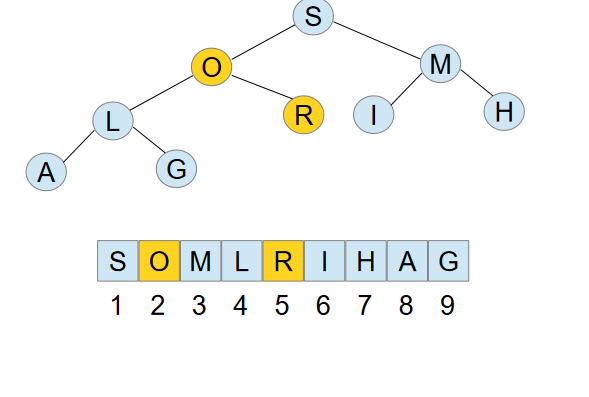 S
O M
L R I H
A G
S O M L R I H A G
1 2 3 4 5 6 7 8 9